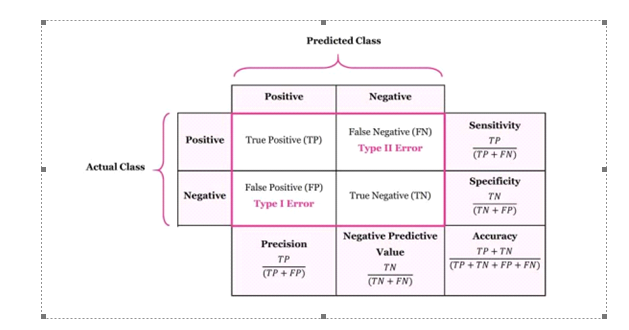 Predicted Class
Positive
Negative
Actual Class
Positive
True Positive (TP)
False Negative (FN)
Type II Error
Sensitivity
TP
(TP + FN)
Negative
False Positive (FP)
Type I Error
True Negative (TN)
Specificity
TN
(TN + FP)
Precision
TP
(TP + FP)
Negative Predictive
Value
TN
(TN + FN)
Accuracy
TP + TN
(TP + TN + FP + FN)